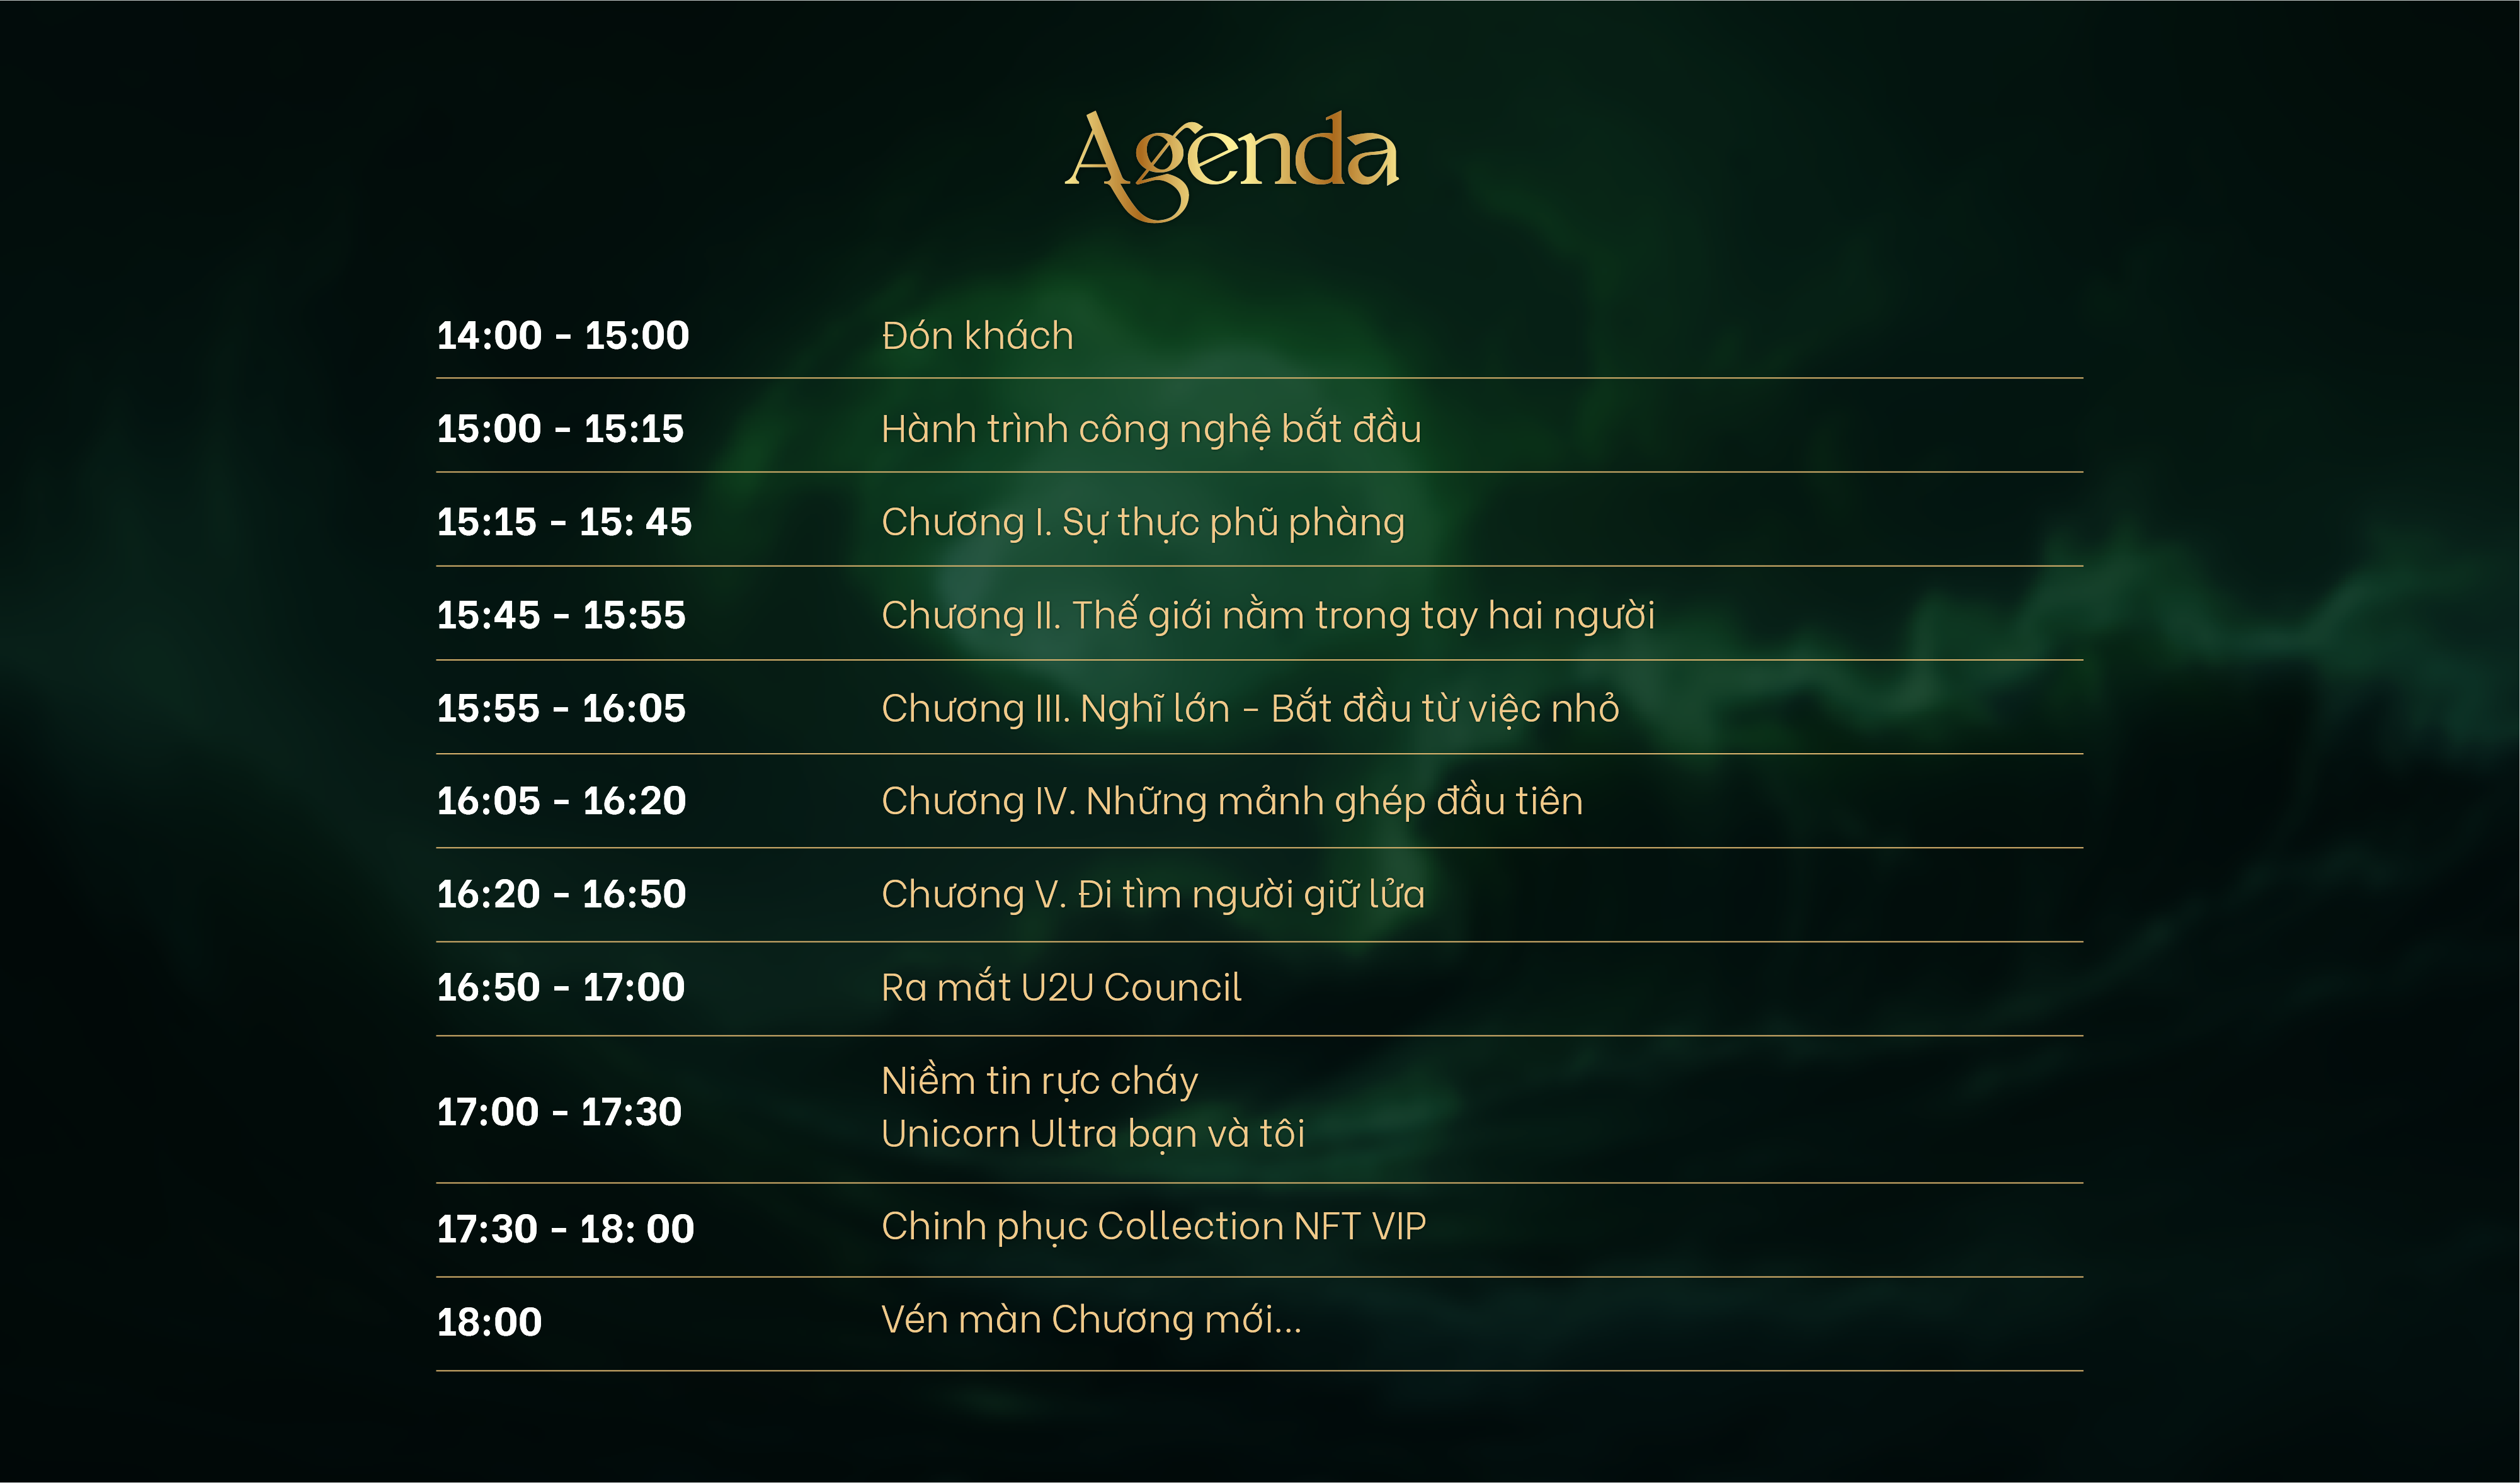 Agenda
14:00 - 15:00 Đón khách
15:00 - 15:15 Hành trình công nghệ bắt đầu
15:15 - 15: 45 Chương I. Sự thực phũ phàng
15:45 - 15:55 Chương II. Thế giới nằm trong tay hai người
15:55 - 16:05 Chương III. Nghĩ lớn - Bắt đầu từ việc nhỏ
16:05 - 16:20 Chương IV. Những mảnh ghép đầu tiên
16:20 - 16:50 Chương V. Đi tìm người giữ lửa
16:50 - 17:00 Ra mắt U2U Council
17:00 - 17:30 Niềm tin rực cháy
Unicorn Ultra bạn và tôi
17:30 - 18: 00 Chinh phục Collection NFT VIP
18:00 Vén màn Chương mới...